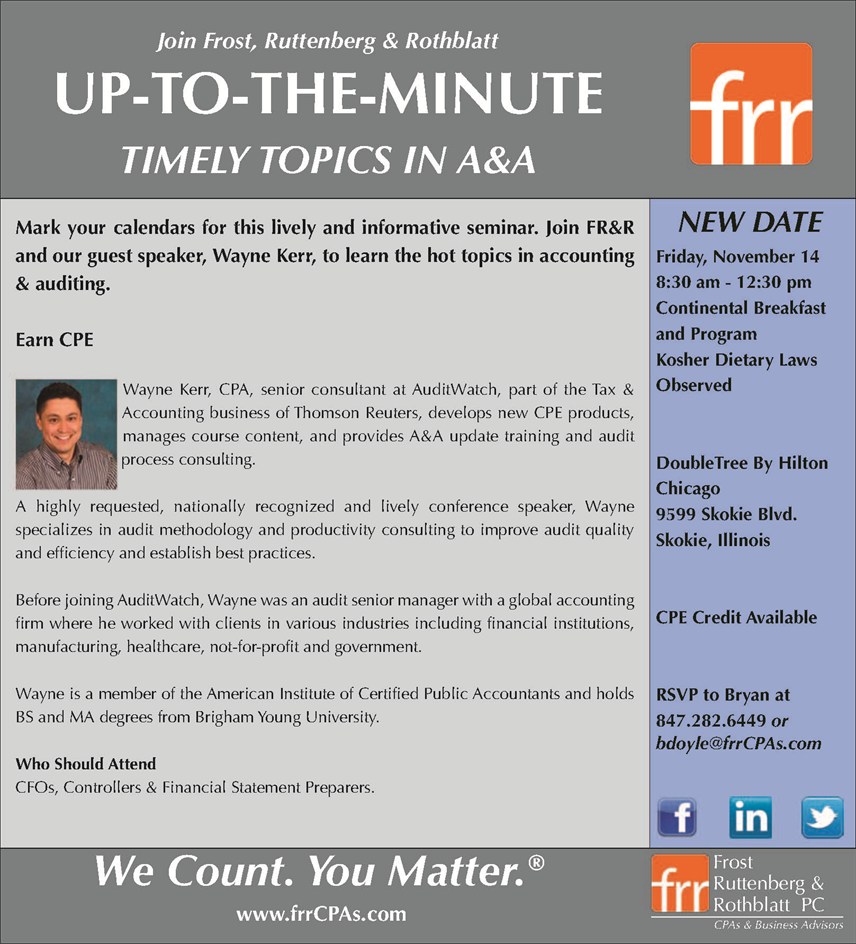 Join Frost, Ruttenberg & Rothblatt
UP-TO-THE-MINUTE
TIMELY TOPICS IN A&A
frr
Mark your calendars for this lively and informative seminar. Join FR&R
and our guest speaker, Wayne Kerr, to learn the hot topics in accounting
& auditing.
Earn CPE
Wayne Kerr, CPA, senior consultant at AuditWatch, part of the Tax &
Accounting business of Thomson Reuters, develops new CPE products,
manages course content, and provides A&A update training and audit
process consulting.
A highly requested, nationally recognized and lively conference speaker, Wayne
specializes in audit methodology and productivity consulting to improve audit quality
and efficiency and establish best practices.
Before joining AuditWatch, Wayne was an audit senior manager with a global accounting
firm where he worked with clients in various industries including financial institutions,
manufacturing, healthcare, not-for-profit and government.
Wayne is a member of the American Institute of Certified Public Accountants and holds
BS and MA degrees from Brigham Young University.
Who Should Attend
CFOs, Controllers & Financial Statement Preparers.
NEW DATE
Friday, November 14
8:30 am - 12:30 pm
Continental Breakfast
and Program
Kosher Dietary Laws
Observed
DoubleTree By Hilton
Chicago
9599 Skokie Blvd.
Skokie, Illinois
CPE Credit Available
RSVP to Bryan at
847.282.6449 or
bdoyle@frrCPAs.com
f
in
We Count. You Matter.®
www.frrCPAs.com
frr
Frost
Ruttenberg &
Rothblatt PC
CPAs & Business Advisors